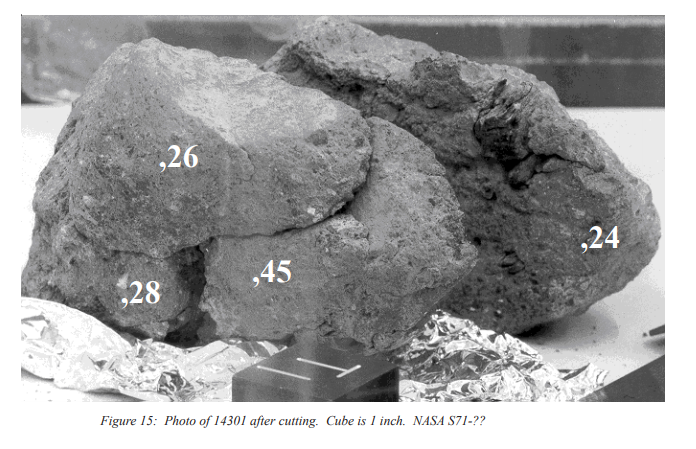 ,26
,24
,45
,28
Figure 15:  Photo of 14301 after cutting.  Cube is 1 inch.  NASA S71-??